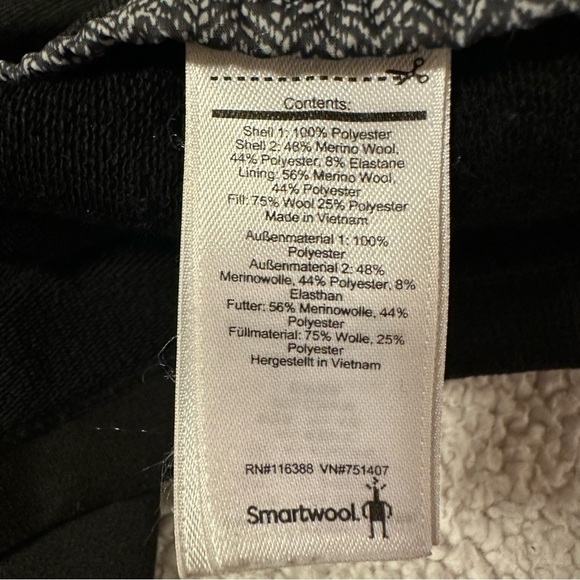 Contents:
Shell 1: 100% Polyester
Shell 2: 48% Merino Wool,
44% Polyester, 8% Elastane
Lining: 56% Merino Wool,
44% Polyester
Fill: 75% Wool 25% Polyester
Made in Vietnam
Außenmaterial 1: 100%
Polyester
Außenmaterial 2: 48%
Merinowolle, 44% Polyester, 8%
Elasthan
Futter: 56% Merinowolle, 44%
Polyester
Füllmaterial: 75% Wolle, 25%
Polyester
Hergestellt in Vietnam
RN#116388 VN#751407
Smartwool.